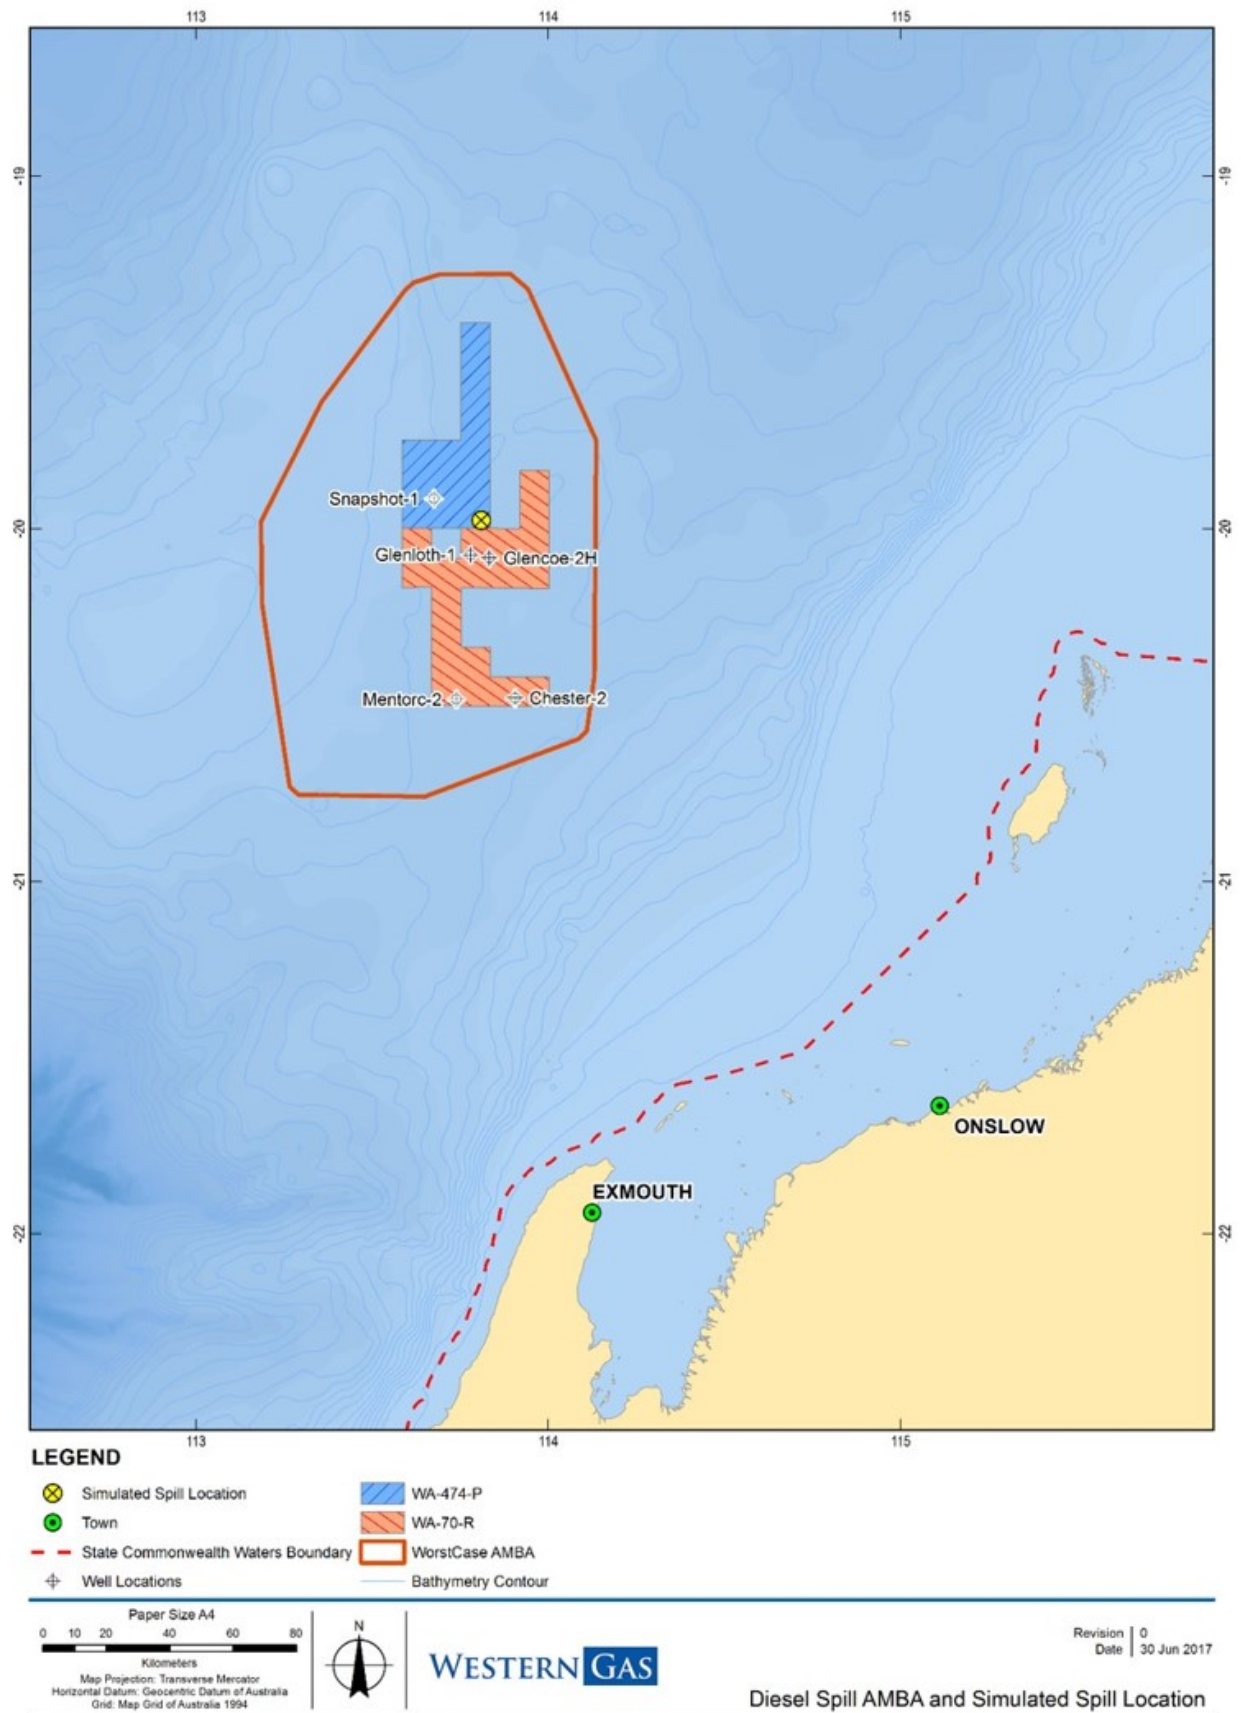 113 114 115
-19 -19
Snapshot-1
-20 -20
Glenloth-1 Glencoe-2H
Mentorc-2 Chester-2
-21 -21
ONSLOW
EXMOUTH
-22 -22
113 114 115
LEGEND
Simulated Spill Location
Town
State Commonwealth Waters Boundary
Well Locations
WA-474-P
WA-70-R
WorstCase AMBA
Bathymetry Contour
Paper Size A4
0 10 20 40 60 80
Kilometers
Map Projection: Transverse Mercator
Horizontal Datum: Geocentric Datum of Australia
Grid: Map Grid of Australia 1994
N
WESTERN GAS
Revision 0
Date 30 Jun 2017
Diesel Spill AMBA and Simulated Spill Location